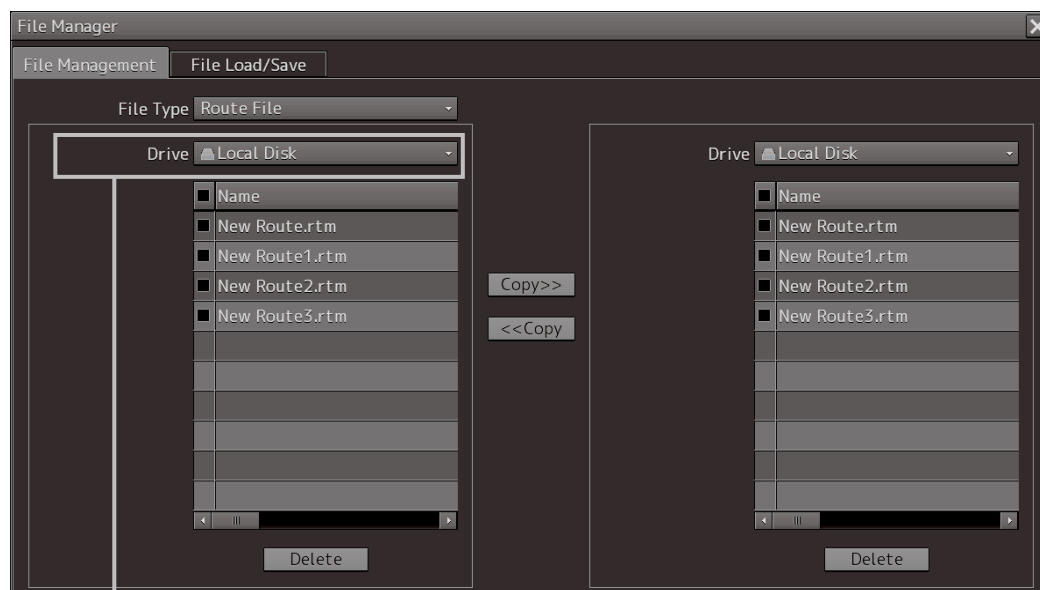 File Manager
File Management File Load/Save
File Type Route File
Drive Local Disk
Name
New Route.rtm
New Route1.rtm
New Route2.rtm
New Route3.rtm
Delete
Copy>>
<<Copy
Drive Local Disk
Name
New Route.rtm
New Route1.rtm
New Route2.rtm
New Route3.rtm
Delete